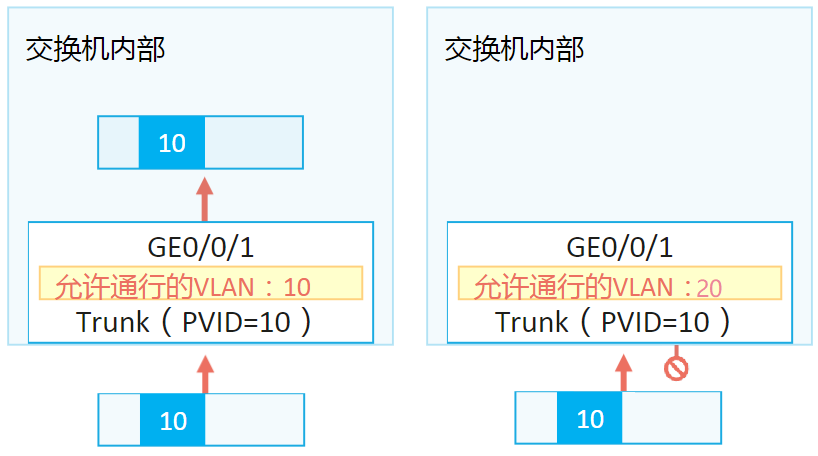 交换机内部
10
GE0/0/1
允许通行的VLAN：10
Trunk（PVID=10）
10
交换机内部
GE0/0/1
允许通行的VLAN：20
Trunk（PVID=10）
10